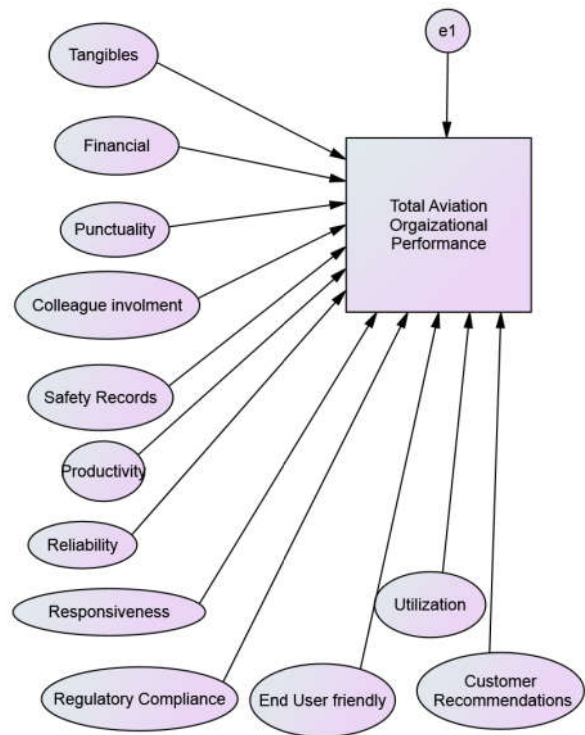 e1
Tangibles
Financial
Total Aviation
Orgaizational
Performance
Punctuality
Colleague involment
Safety Records
Productivity
Reliability
Responsiveness
Utilization
Regulatory Compliance
End User friendly
Customer
Recommendations